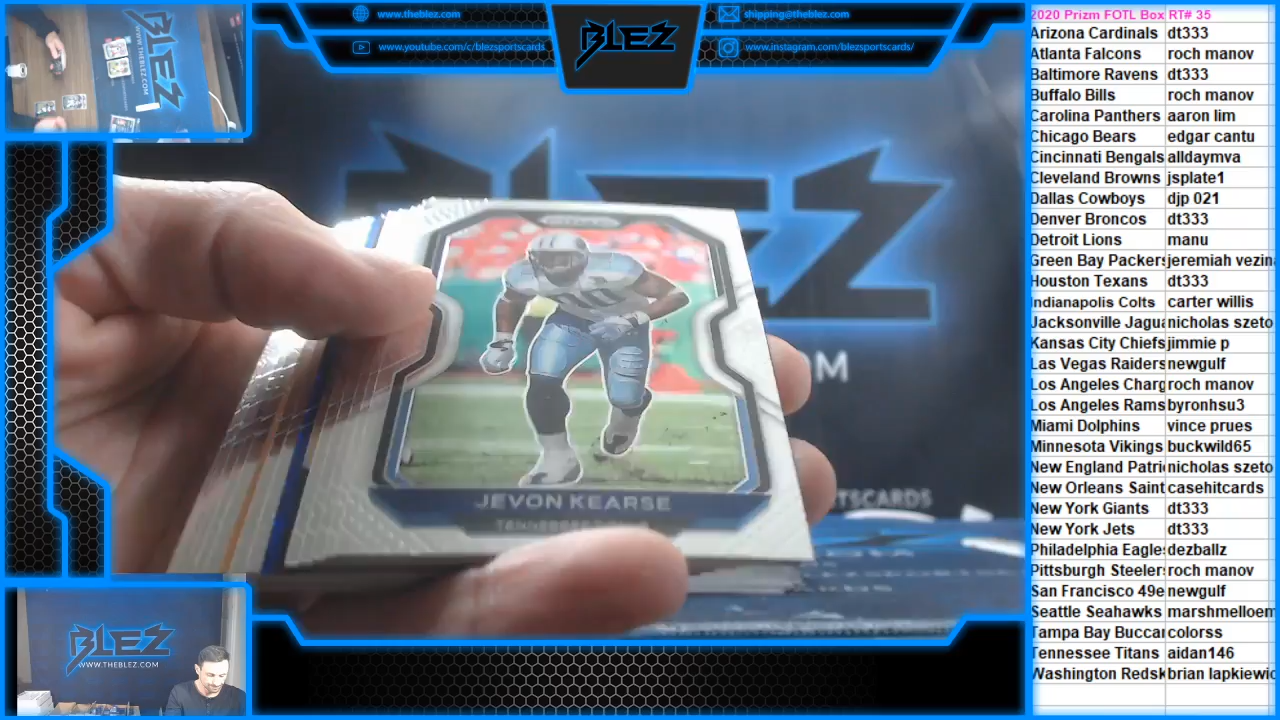 www.theblez.com
www.youtube.com/c/blezsportscards
BLEZ
shipping@theblez.com
www.instagram.com/blezsportscards/
BLEZ
WWW.THEBLEZ.COM
JEVON KEARSE
BLEZ
WWW.THEBLEZ.COM
2020 Prizm FOTL Box RT# 35
Arizona Cardinals dt333
Atlanta Falcons roch manov
Baltimore Ravens dt333
Buffalo Bills roch manov
Carolina Panthers aaron lim
Chicago Bears edgar cantu
Cincinnati Bengals alldaymva
Cleveland Browns jsplate1
Dallas Cowboys djp 021
Denver Broncos dt333
Detroit Lions manu
Green Bay Packers jeremiah vezina
Houston Texans dt333
Indianapolis Colts carter willis
Jacksonville Jagua nicholas szeto
Kansas City Chiefs jimmie p
Las Vegas Raiders newgulf
Los Angeles Charg roch manov
Los Angeles Rams byronhsu3
Miami Dolphins vince prues
Minnesota Vikings buckwild65
New England Patri nicholas szeto
New Orleans Saint casehitcards
New York Giants dt333
New York Jets dt333
Philadelphia Eagles dezballz
Pittsburgh Steelers roch manov
San Francisco 49e newgulf
Seattle Seahawks marshmelloem
Tampa Bay Buccar colorss
Tennessee Titans aidan146
Washington Redsk brian lapkiewic